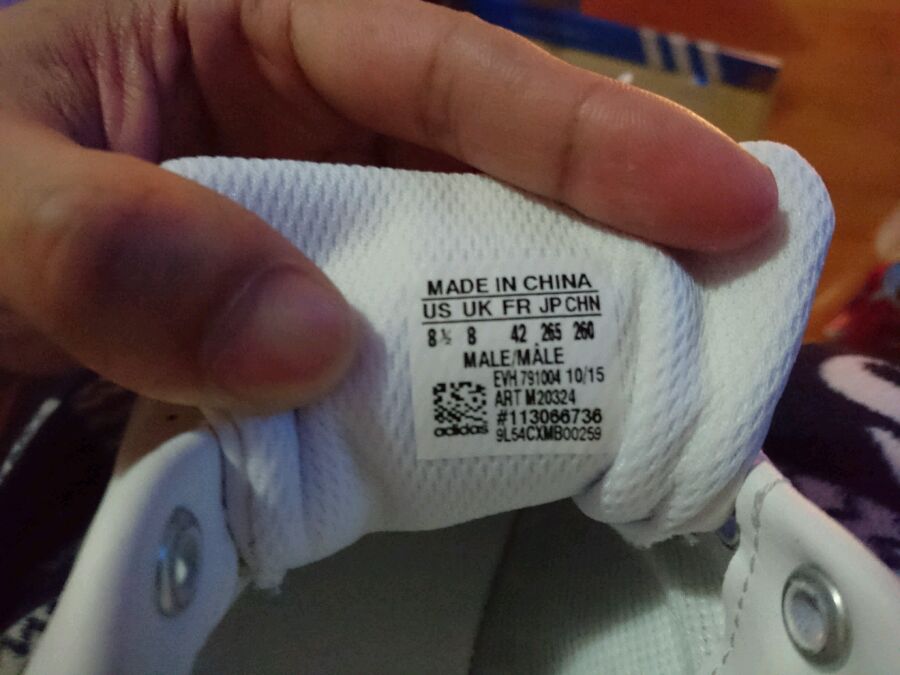 MADE IN CHINA
US UK FR JP CHN
8½ 8 42 265 260
MALE/MÂLE
EVH 791004 10/15
ART M20324
#113066736
adidas
9L54CXMB00259